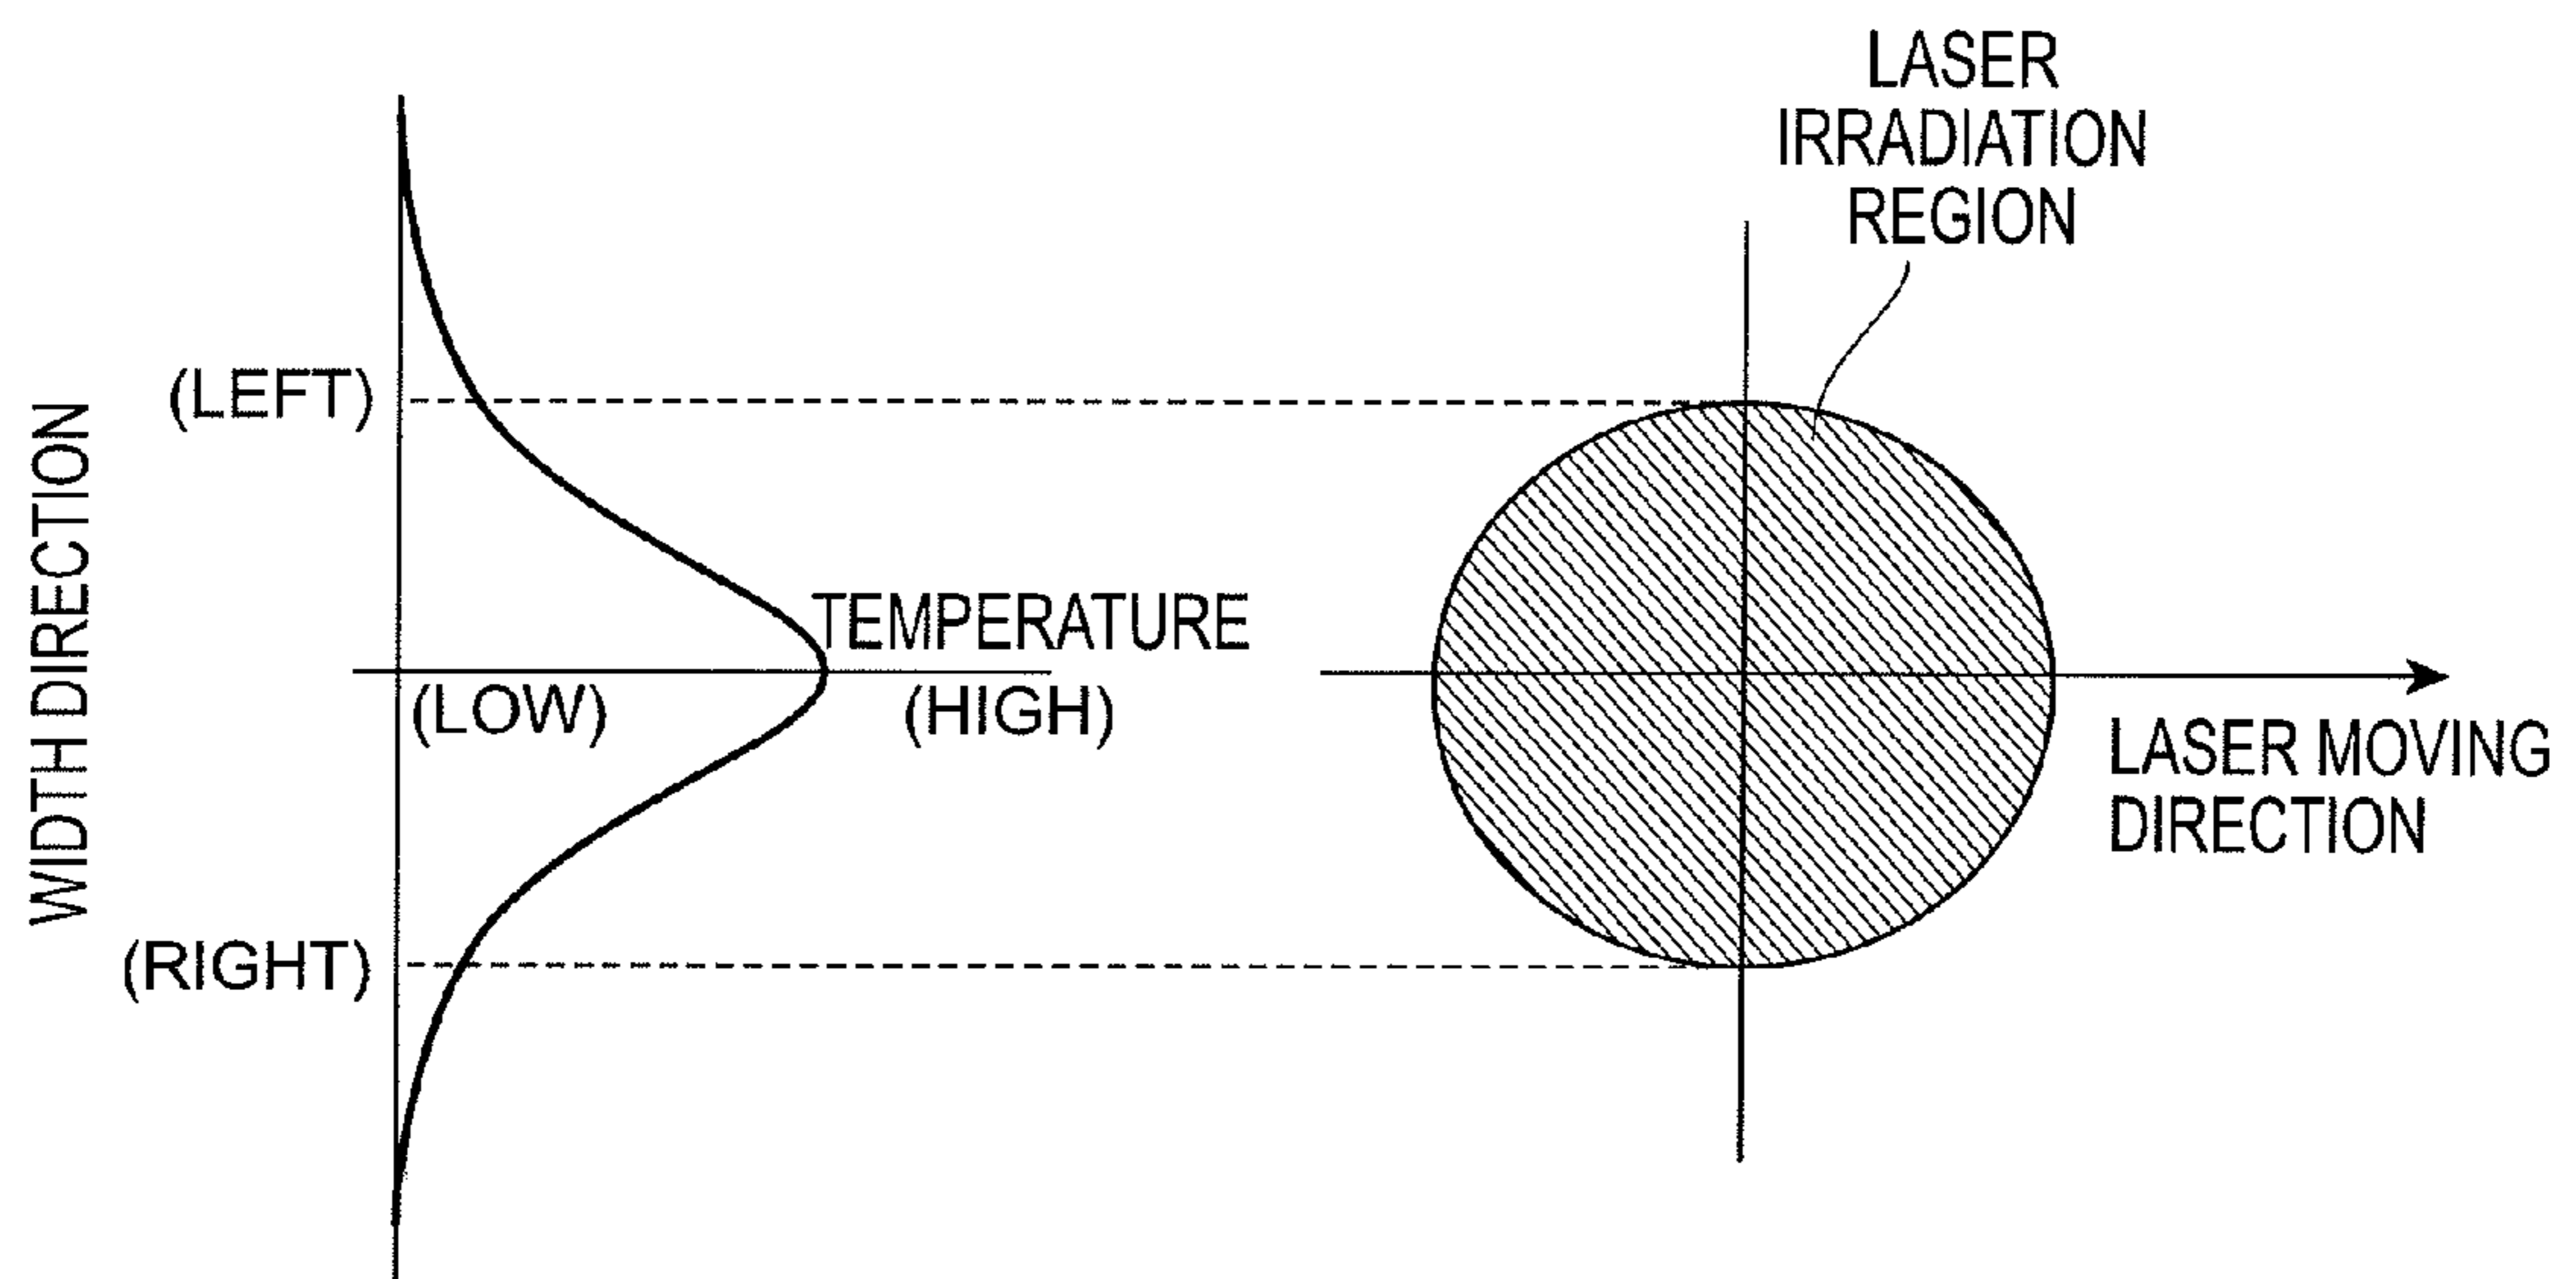 LASER
IRRADIATION
REGION
(LEFT)
WIDTH DIRECTION
TEMPERATURE
(LOW)
(HIGH)
LASER MOVING
DIRECTION
(RIGHT)